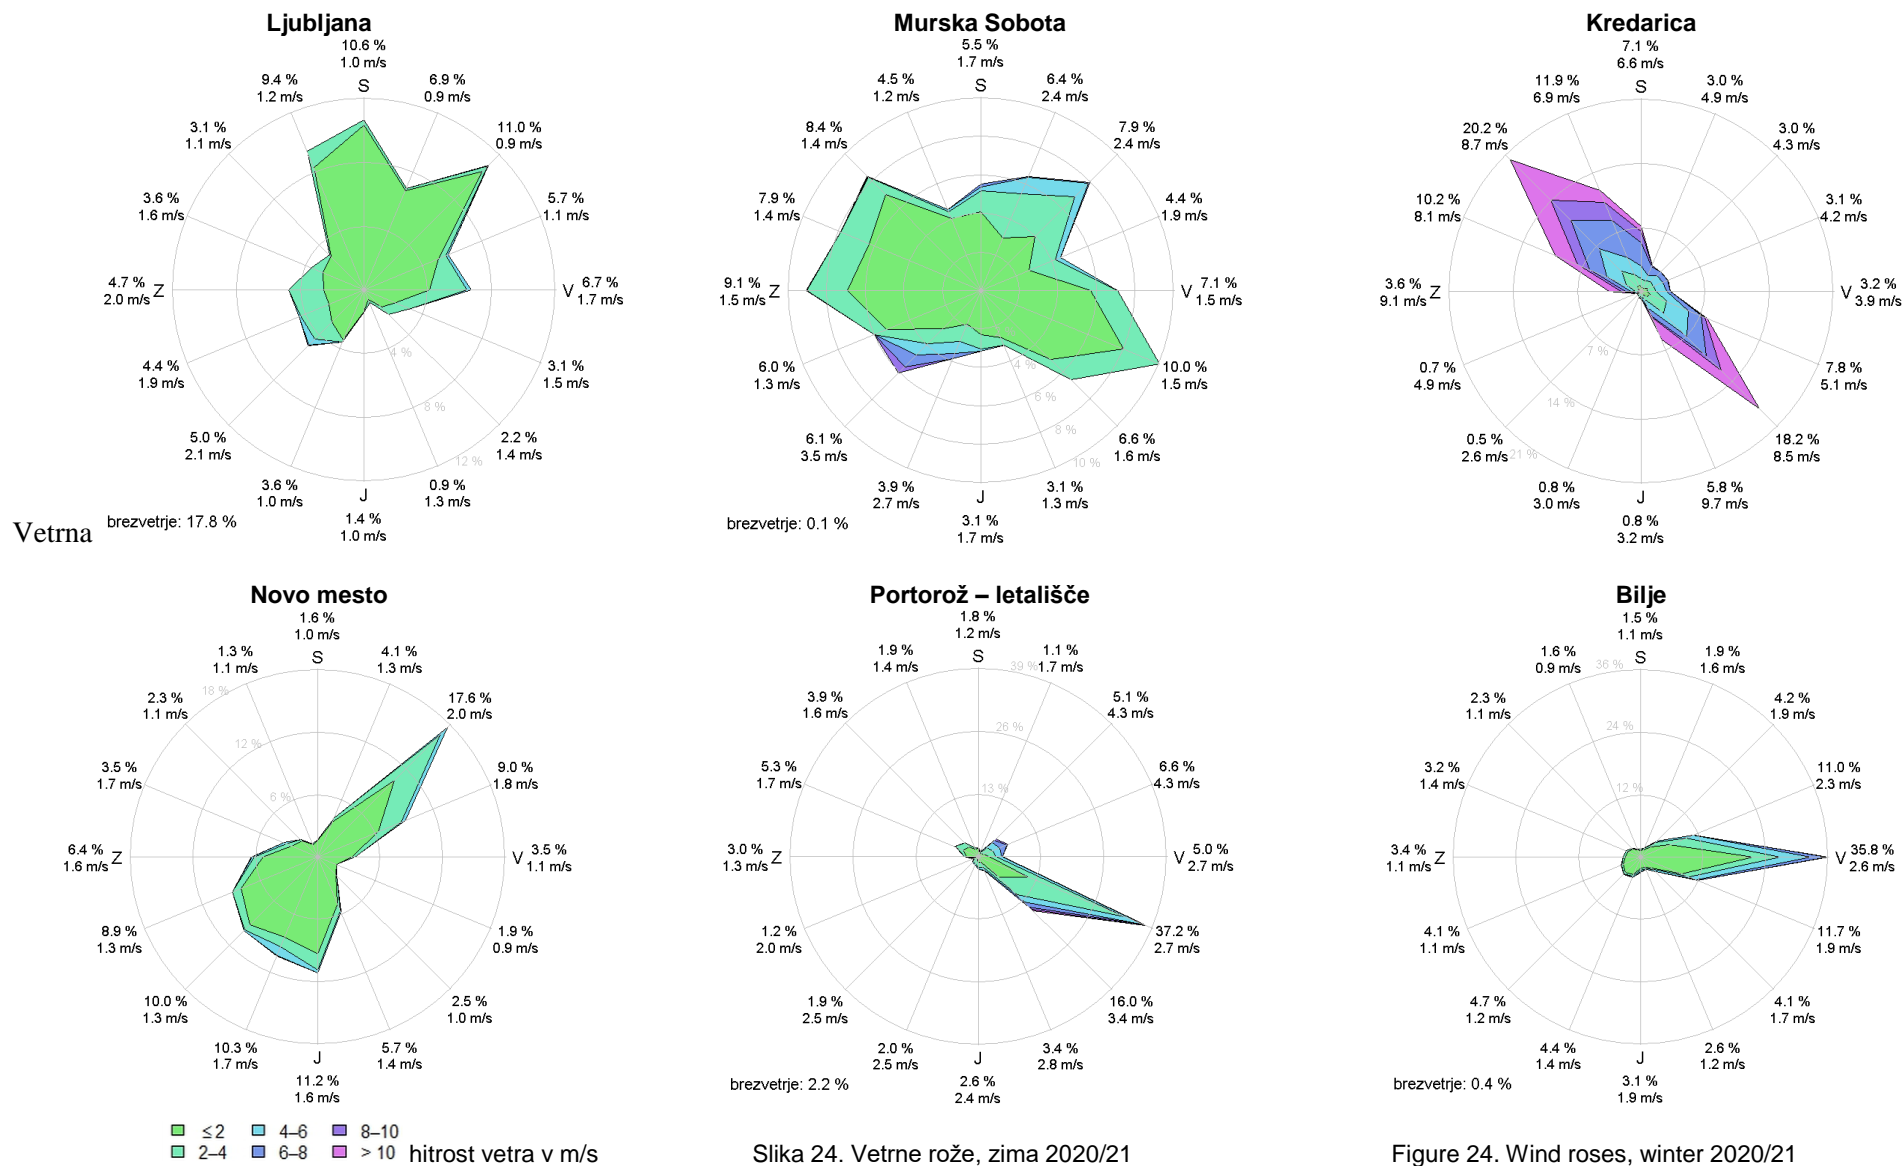 Ljubljana
10.6 %
1.0 m/s
9.4 %
1.2 m/s
6.9 %
0.9 m/s
S
3.1 %
1.1 m/s
11.0 %
0.9 m/s
3.6 %
1.6 m/s
5.7 %
1.1 m/s
4.7 %
2.0 m/s
Z
V
6.7 %
1.7 m/s
4 %
8 %
12 %
4.4 %
1.9 m/s
3.1 %
1.5 m/s
5.0 %
2.1 m/s
2.2 %
1.4 m/s
3.6 %
1.0 m/s
J
0.9 %
1.3 m/s
1.4 %
1.0 m/s
brezvetrje: 17.8 %
Murska Sobota
5.5 %
1.7 m/s
4.5 %
1.2 m/s
6.4 %
2.4 m/s
S
8.4 %
1.4 m/s
7.9 %
2.4 m/s
7.9 %
1.4 m/s
4.4 %
1.9 m/s
9.1 %
1.5 m/s
Z
V
7.1 %
1.5 m/s
4 %
6 %
8 %
10 %
6.0 %
1.3 m/s
10.0 %
1.5 m/s
6.1 %
3.5 m/s
6.6 %
1.6 m/s
3.9 %
2.7 m/s
J
3.1 %
1.3 m/s
3.1 %
1.7 m/s
brezvetrje: 0.1 %
Kredarica
7.1 %
6.6 m/s
11.9 %
6.9 m/s
3.0 %
4.9 m/s
S
20.2 %
8.7 m/s
3.0 %
4.3 m/s
10.2 %
8.1 m/s
3.1 %
4.2 m/s
3.6 %
9.1 m/s
Z
V
3.2 %
3.9 m/s
7 %
14 %
21 %
0.7 %
4.9 m/s
7.8 %
5.1 m/s
0.5 %
2.6 m/s
18.2 %
8.5 m/s
0.8 %
3.0 m/s
J
5.8 %
9.7 m/s
0.8 %
3.2 m/s
Vetrna
Novo mesto
1.6 %
1.0 m/s
1.3 %
1.1 m/s
4.1 %
1.3 m/s
S
18 %
12 %
6 %
2.3 %
1.1 m/s
17.6 %
2.0 m/s
3.5 %
1.7 m/s
9.0 %
1.8 m/s
6.4 %
1.6 m/s
Z
V
3.5 %
1.1 m/s
8.9 %
1.3 m/s
1.9 %
0.9 m/s
10.0 %
1.3 m/s
2.5 %
1.0 m/s
10.3 %
1.7 m/s
J
5.7 %
1.4 m/s
11.2 %
1.6 m/s
Portorož – letališče
1.8 %
1.2 m/s
1.9 %
1.4 m/s
1.1 %
1.7 m/s
S
39 %
26 %
13 %
3.9 %
1.6 m/s
5.1 %
4.3 m/s
5.3 %
1.7 m/s
6.6 %
4.3 m/s
3.0 %
1.3 m/s
Z
V
5.0 %
2.7 m/s
1.2 %
2.0 m/s
37.2 %
2.7 m/s
1.9 %
2.5 m/s
16.0 %
3.4 m/s
2.0 %
2.5 m/s
J
3.4 %
2.8 m/s
2.6 %
2.4 m/s
brezvetrje: 2.2 %
Bilje
1.5 %
1.1 m/s
1.6 %
0.9 m/s
1.9 %
1.6 m/s
S
36 %
24 %
12 %
2.3 %
1.1 m/s
4.2 %
1.9 m/s
3.2 %
1.4 m/s
11.0 %
2.3 m/s
3.4 %
1.1 m/s
Z
V
35.8 %
2.6 m/s
4.1 %
1.1 m/s
11.7 %
1.9 m/s
4.7 %
1.2 m/s
4.1 %
1.7 m/s
4.4 %
1.4 m/s
J
2.6 %
1.2 m/s
3.1 %
1.9 m/s
brezvetrje: 0.4 %
≤ 2 4–6 8–10
2–4 6–8 > 10 hitrost vetra v m/s
Slika 24. Vetrne rože, zima 2020/21
Figure 24. Wind roses, winter 2020/21